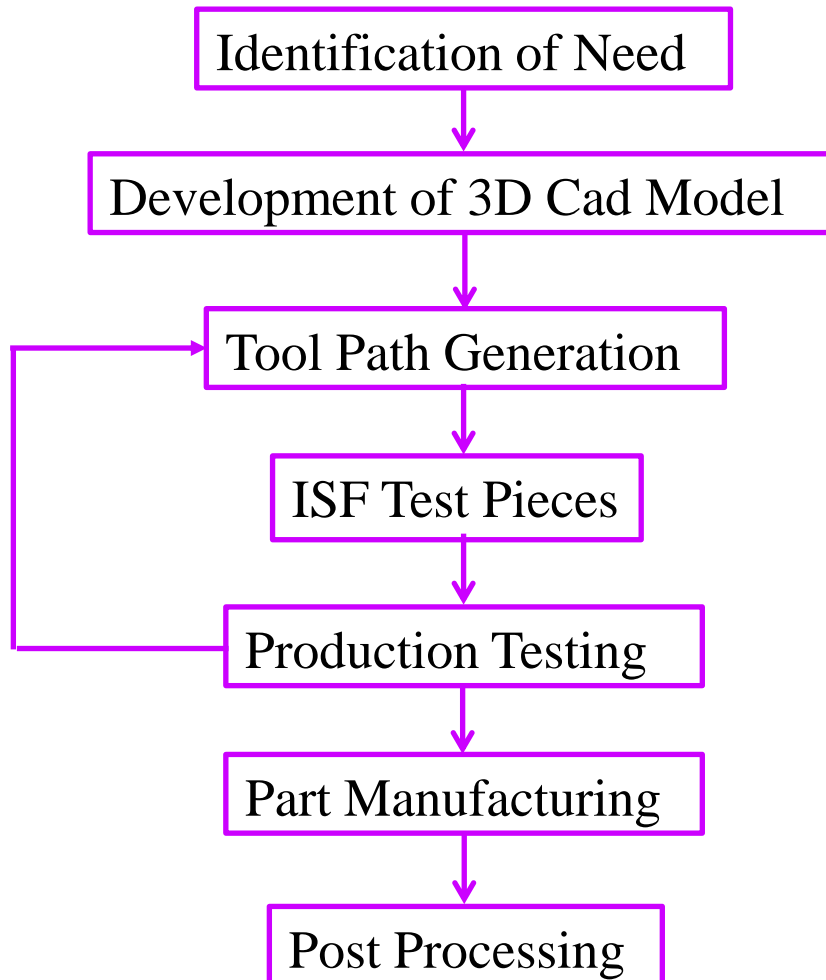 Identification of Need
Development of 3D Cad Model
Tool Path Generation
ISF Test Pieces
Production Testing
Part Manufacturing
Post Processing